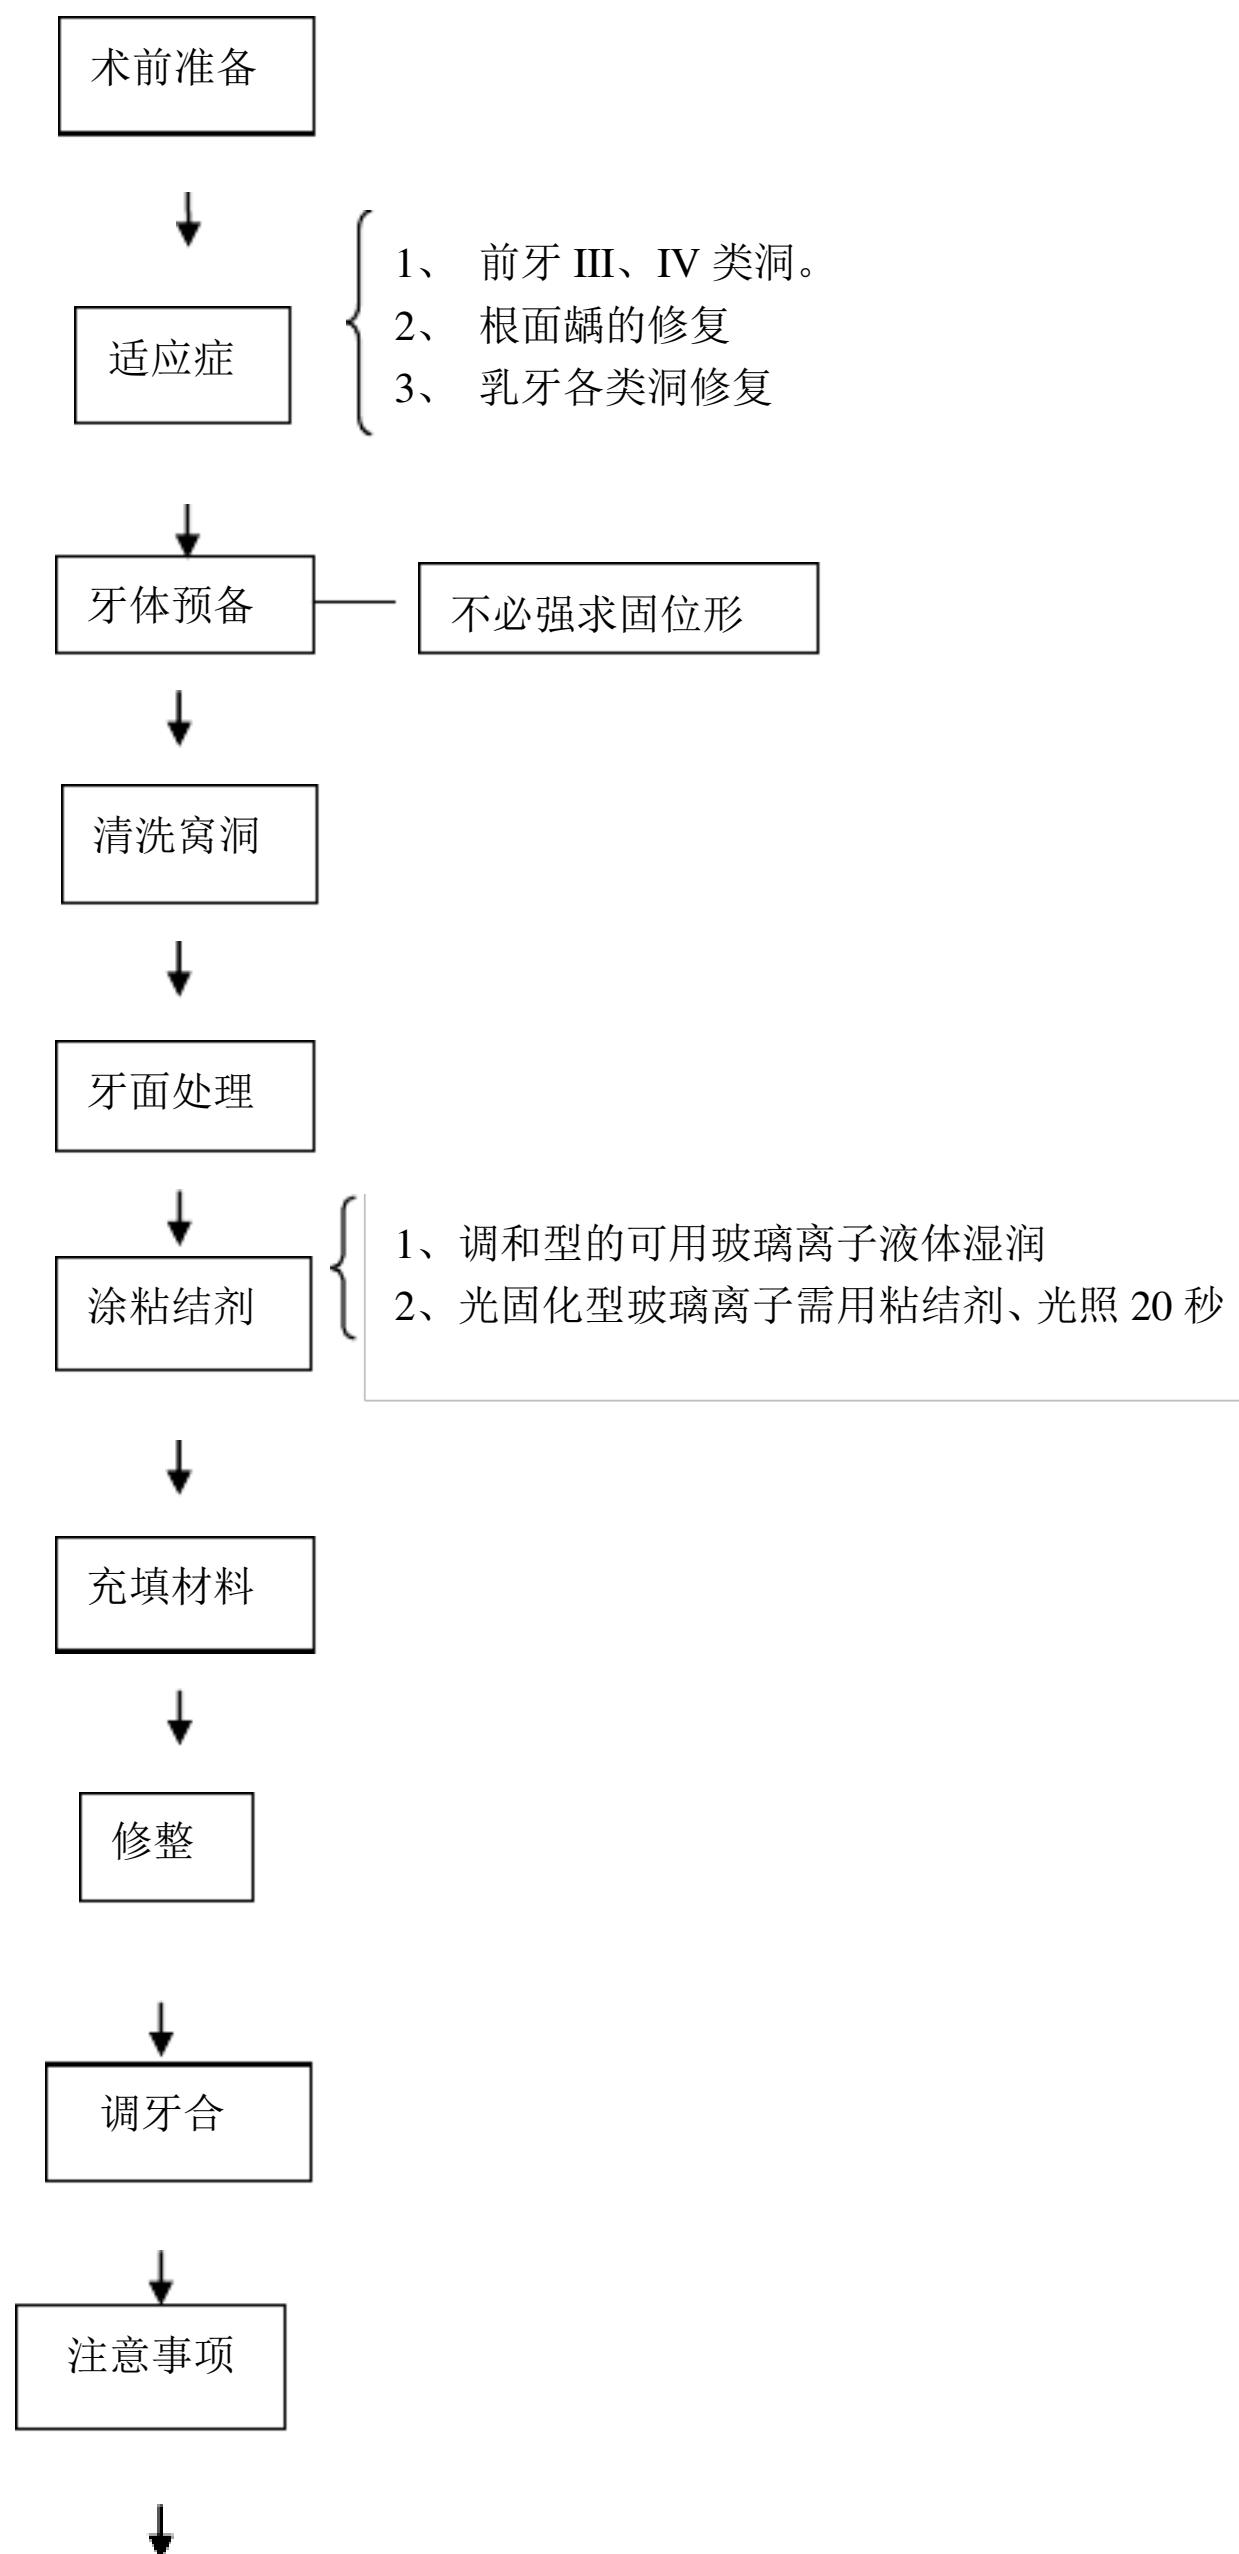 术前准备
1、 前牙 III、IV 类洞。
2、 根面龋的修复
适应症
3、 乳牙各类洞修复
牙体预备
不必强求固位形
清洗窝洞
牙面处理
1、调和型的可用玻璃离子液体湿润
2、光固化型玻璃离子需用粘结剂、光照 20 秒
涂粘结剂
充填材料
修整
调牙合
注意事项